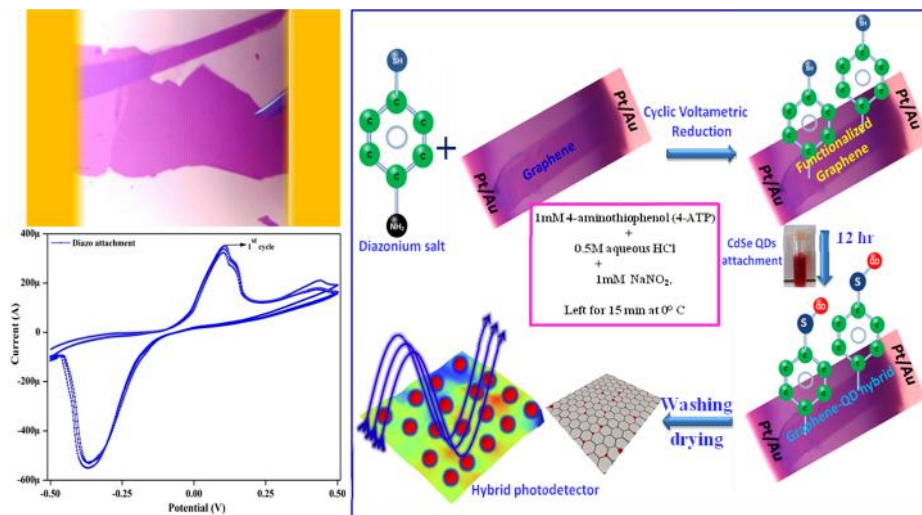 400μ
200μ
0
-200μ
-400μ
-600μ
Current (A)
Diazo attachment
1st cycle
-0.50
-0.25
0.00
0.25
0.50
Potential (V)
SH
C
C
C
C
C
C
NH2
Diazonium salt
+
Pt/Au
Graphene
Pt/Au
Cyclic Voltametric
Reduction
Pt/Au
Functionalized
Graphene
Pt/Au
1mM 4-aminothiophenol (4-ATP)
+
0.5M aqueous HCl
+
1mM NaNO2,
Left for 15 min at 0⁰ C
CdSe QDs
attachment
12 hr
QD
S
QD
S
Pt/Au
Graphene-QD hybrid
Pt/Au
Washing
drying
Hybrid photodetector